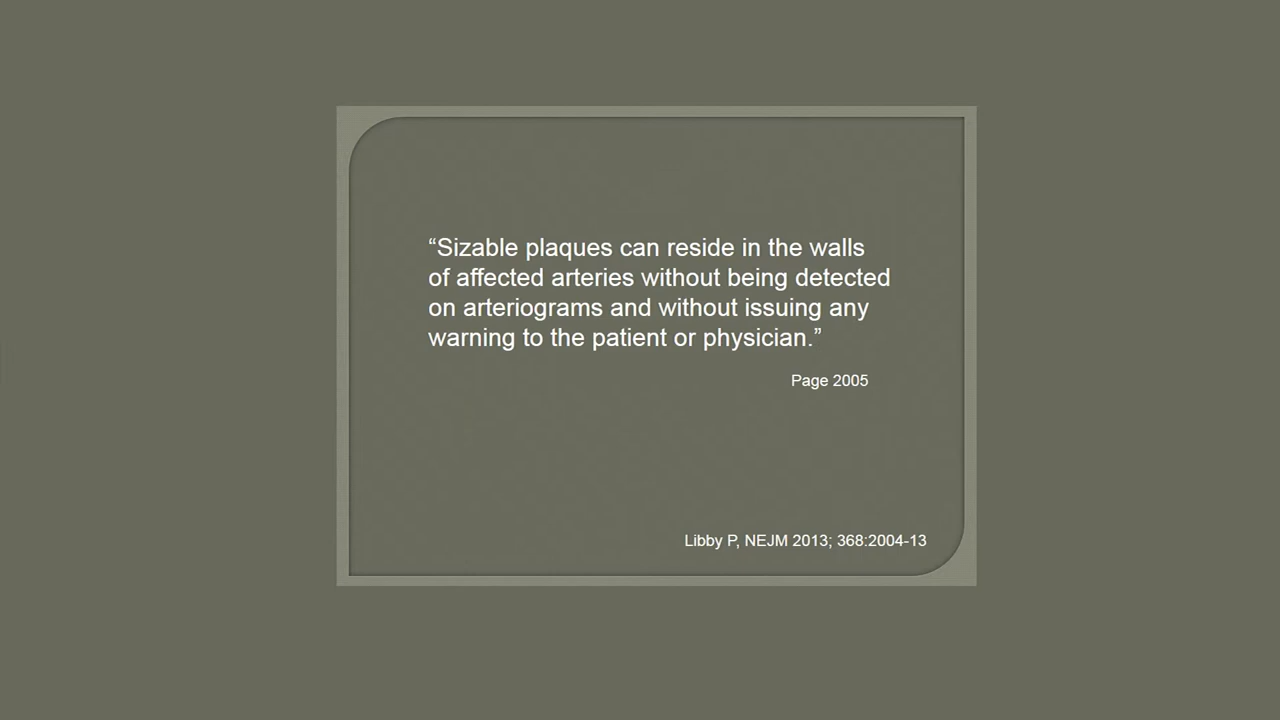 “Sizable plaques can reside in the walls
of affected arteries without being detected
on arteriograms and without issuing any
warning to the patient or physician.”
Page 2005
Libby P, NEJM 2013; 368:2004-13